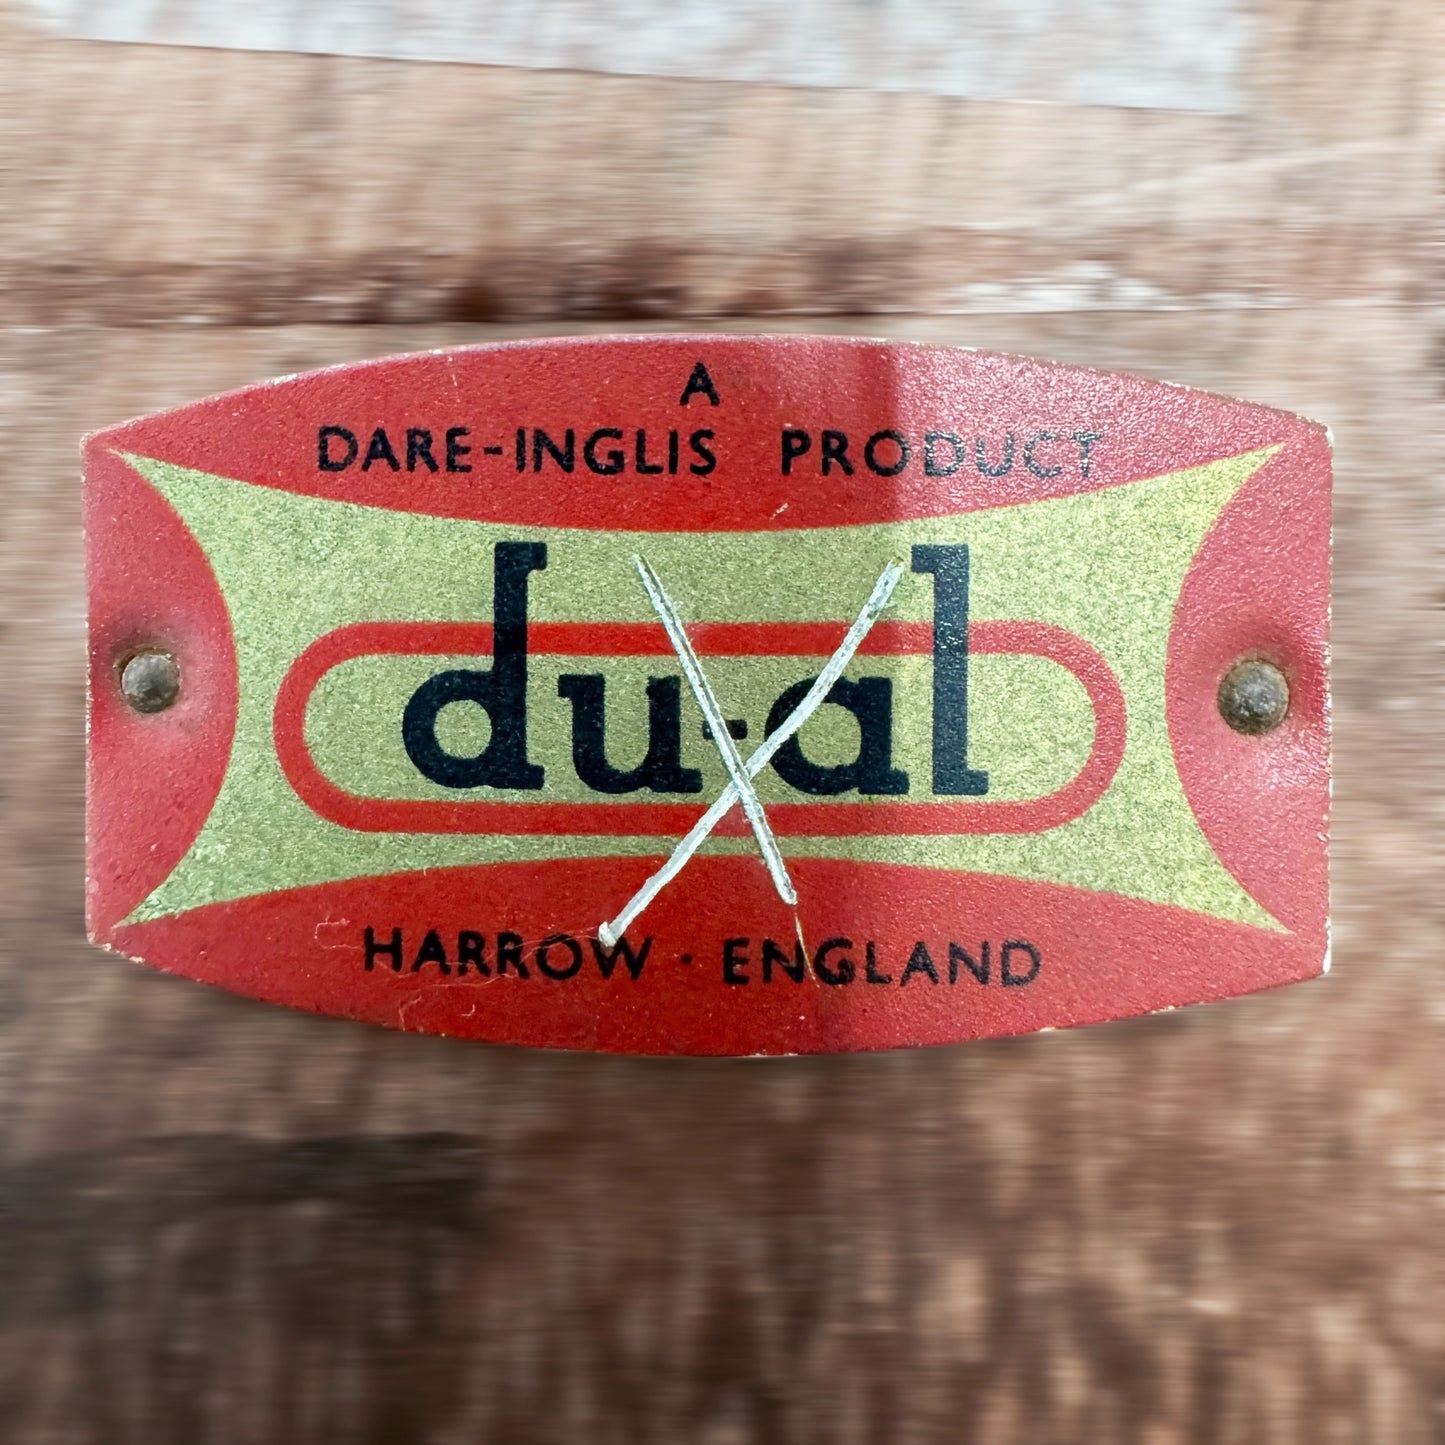 A
DARE-INGLIS PRODUCT
du-al
HARROW · ENGLAND